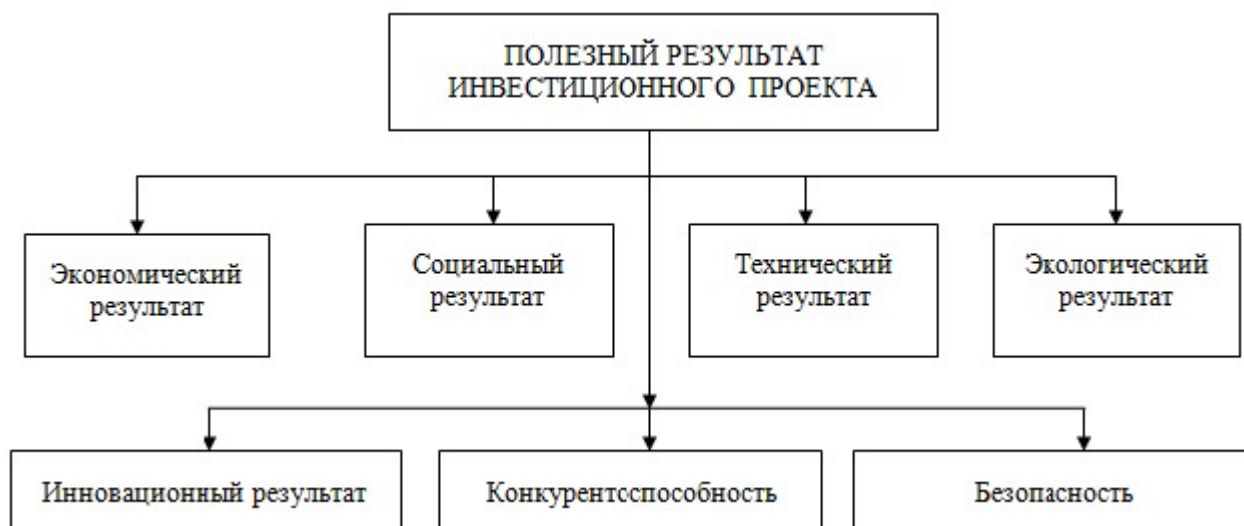 ПОЛЕЗНЫЙ РЕЗУЛЬТАТ
ИНВЕСТИЦИОННОГО ПРОЕКТА
Экономический
результат
Социальный
результат
Технический
результат
Экологический
результат
Инновационный результат
Конкурентсспособность
Безопасность